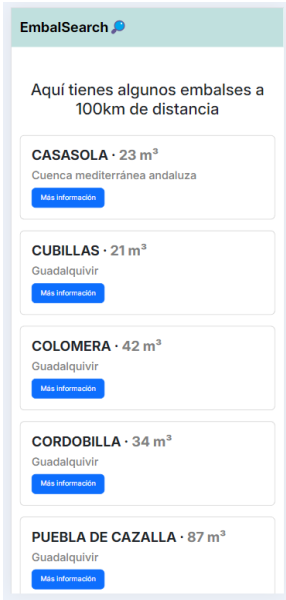 EmbalSearch🔎
Aquí tienes algunos embalses a
100km de distancia
CASASOLA · 23 m³
Cuenca mediterránea andaluza
Más información
CUBILLAS · 21 m³
Guadalquivir
Más información
COLOMERA · 42 m³
Guadalquivir
Más información
CORDOBILLA · 34 m³
Guadalquivir
Más información
PUEBLA DE CAZALLA · 87 m³
Guadalquivir
Más información